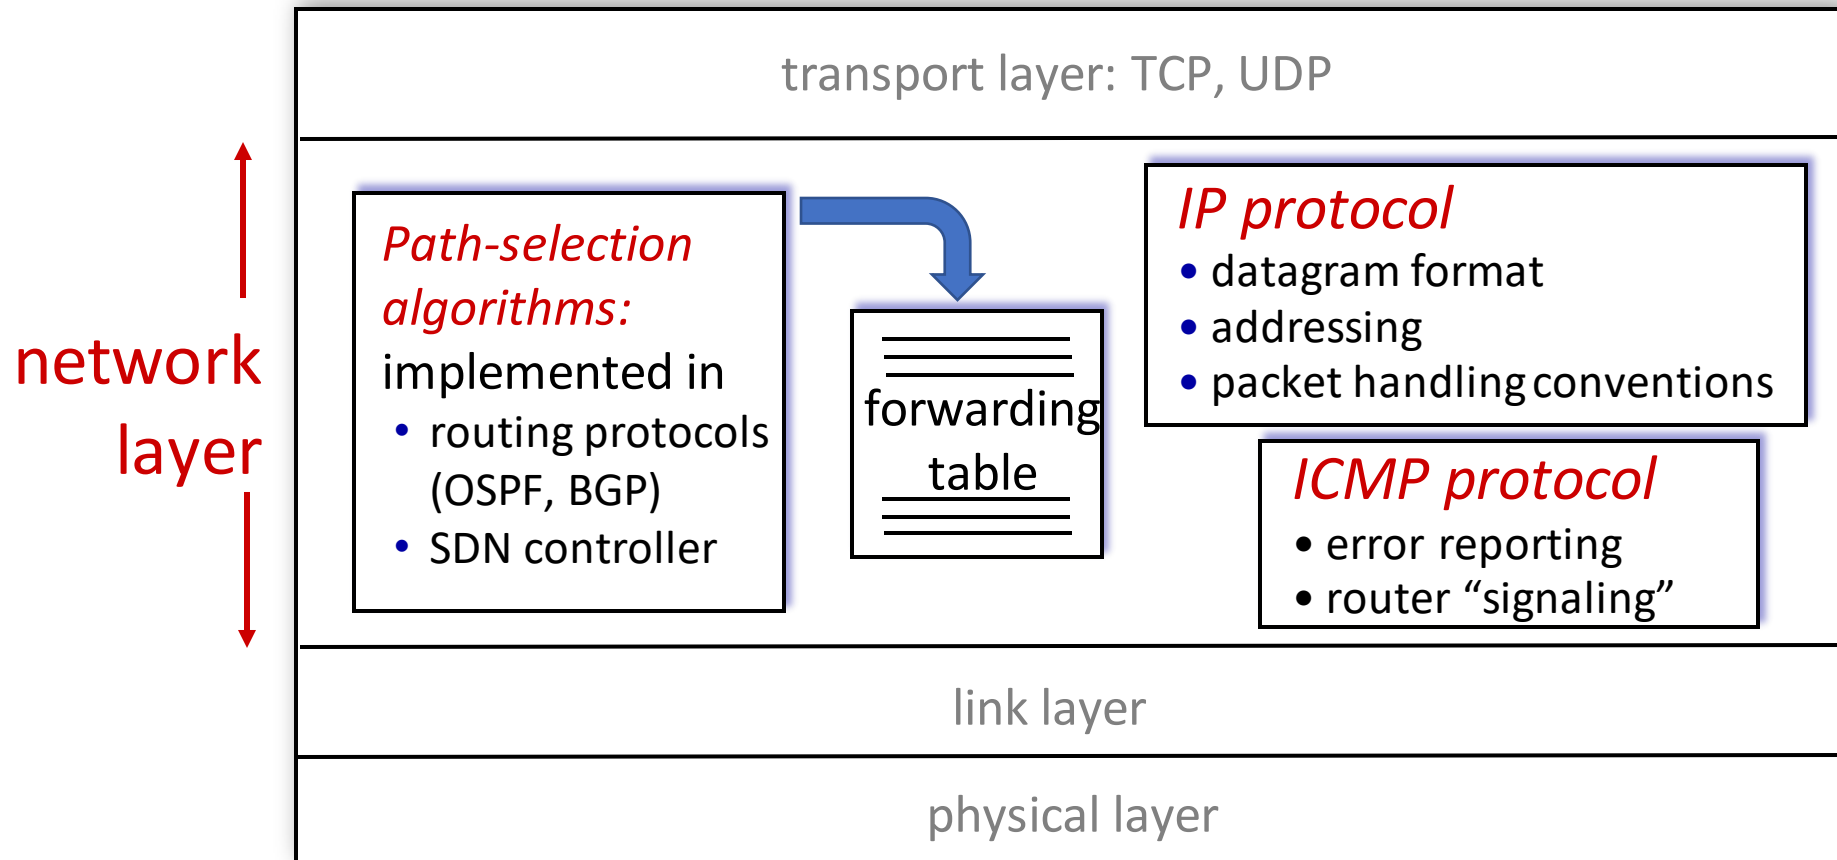 transport layer: TCP, UDP
network
layer
Path-selection
algorithms:
implemented in
• routing protocols
(OSPF, BGP)
• SDN controller
forwarding
table
IP protocol
• datagram format
• addressing
• packet handling conventions
ICMP protocol
• error reporting
• router “signaling”
link layer
physical layer